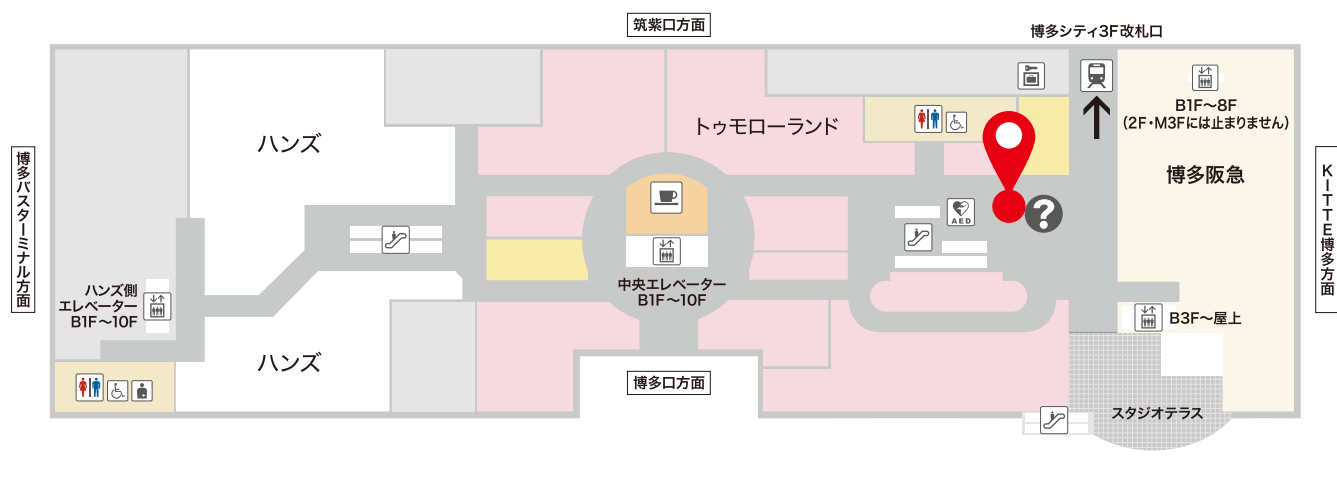 筑紫口方面
博多シティ3F改札口
B1F〜8F
(2F・M3Fには止まりません)
博多阪急
トゥモローランド
ハンズ
博多バスターミナル方面
KITTE博多方面
AED
?
中央エレベーター
B1F〜10F
ハンズ側
エレベーター
B1F〜10F
B3F〜屋上
ハンズ
博多口方面
スタジオテラス